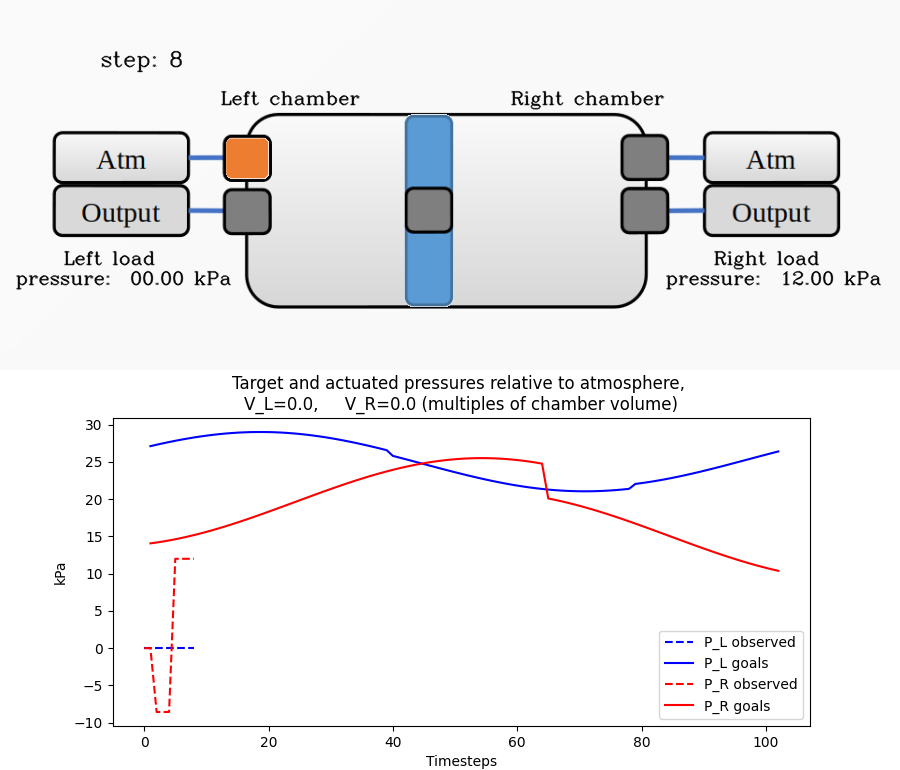 step: 8
Left chamber
Right chamber
Atm
Atm
Output
Output
Left load
pressure: 00.00 kPa
Right load
pressure: 12.00 kPa
Target and actuated pressures relative to atmosphere,
V_L=0.0, V_R=0.0 (multiples of chamber volume)
30
25
20
15
10
5
0
−5
−10
kPa
0 20 40 60 80 100
Timesteps
P_L observed
P_L goals
P_R observed
P_R goals